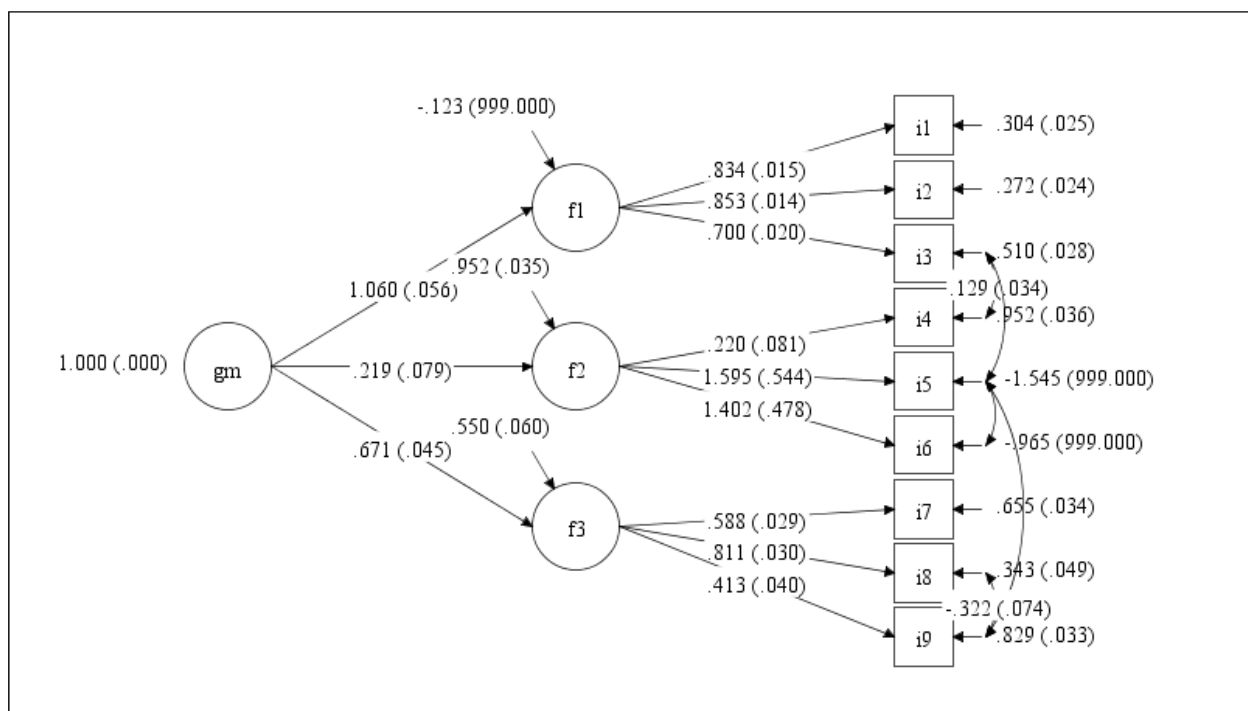 -.123 (999.000)
i1
.304 (.025)
.834 (.015)
i2
.272 (.024)
.853 (.014)
f1
.700 (.020)
i3
.510 (.028)
.952 (.035)
1.060 (.056)
.129 (.034)
i4
.952 (.036)
.220 (.081)
1.000 (.000)
gm
.219 (.079)
f2
1.595 (.544)
i5
-1.545 (999.000)
1.402 (.478)
.550 (.060)
.671 (.045)
i6
-.965 (999.000)
i7
.655 (.034)
.588 (.029)
f3
.811 (.030)
i8
.343 (.049)
.413 (.040)
-.322 (.074)
i9
.829 (.033)